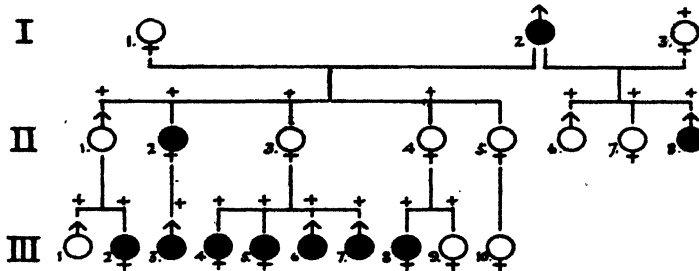 I 1. 2 3.
II 1. 2 3. 4 5. 6. 7. 8.
III 1 2 3. 4 5. 6 7. 8 9. 10.